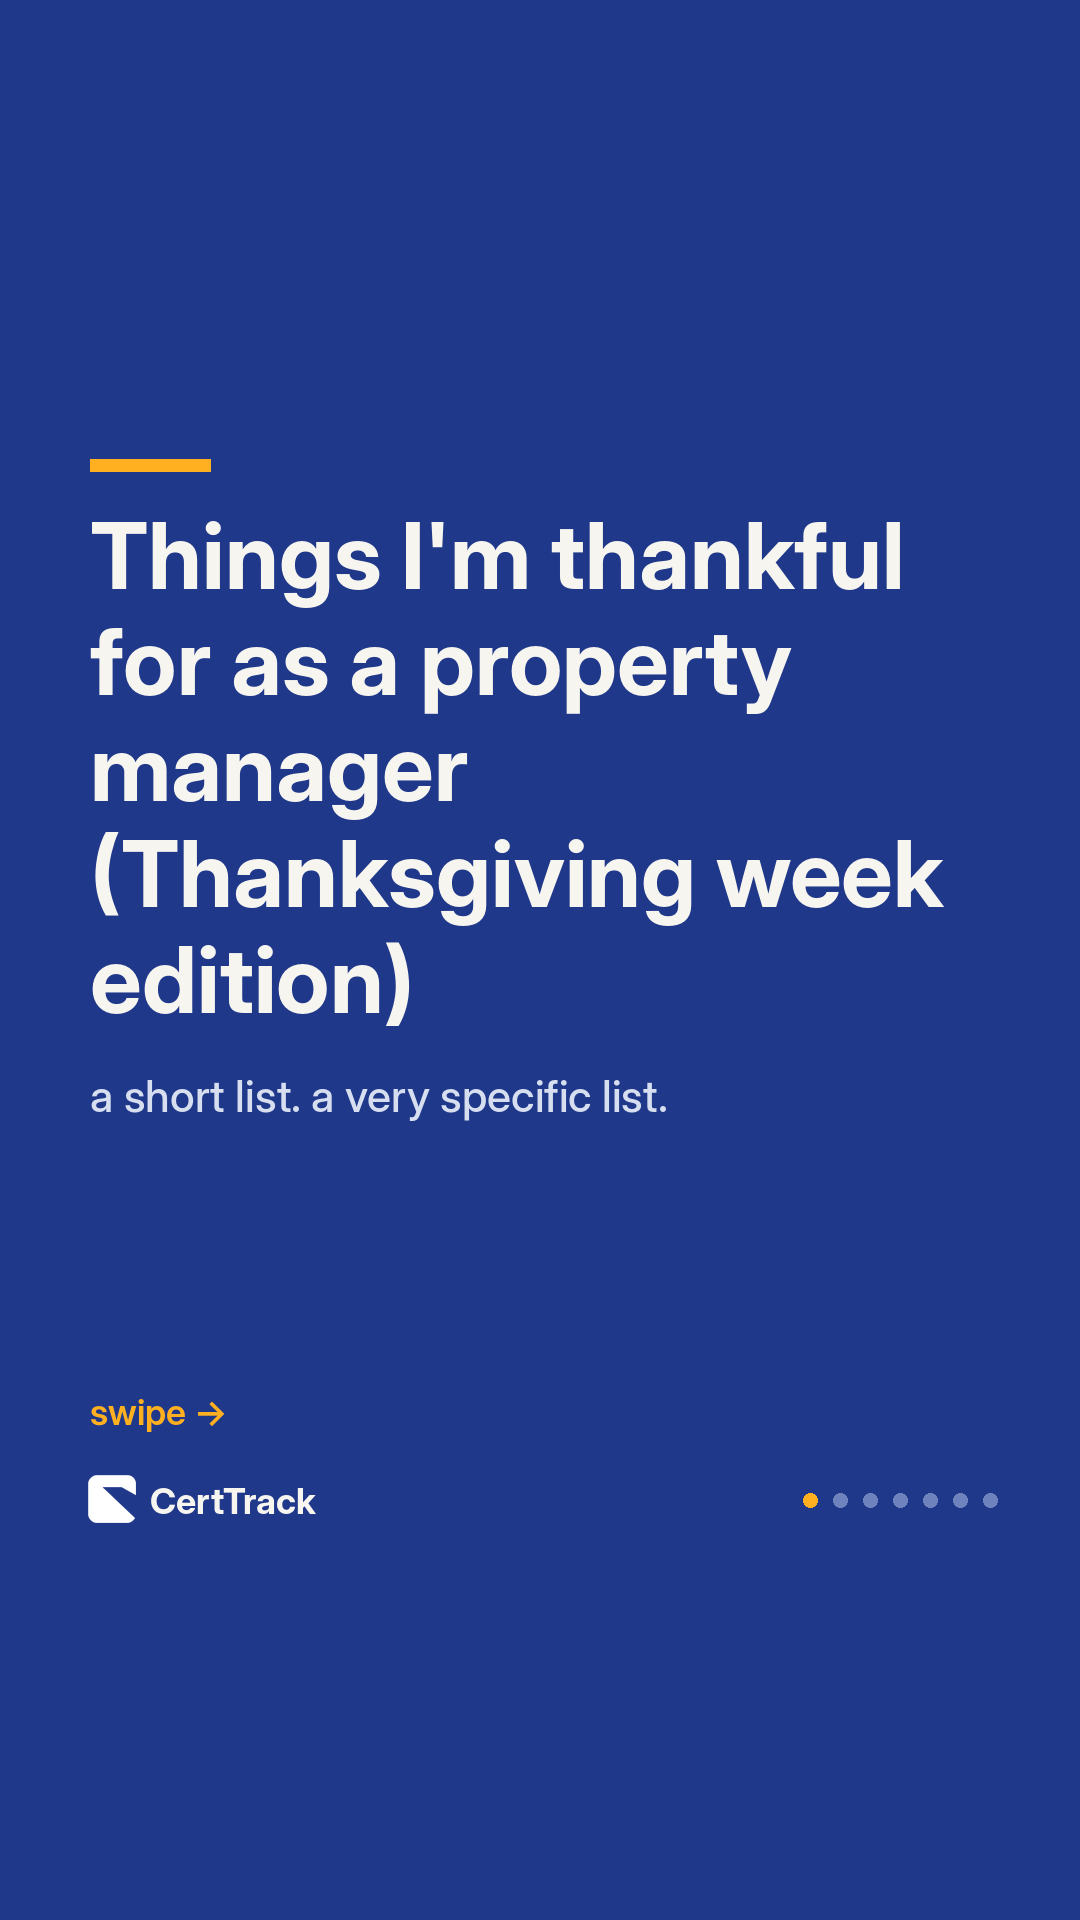 Things I'm thankful
for as a property
manager
(Thanksgiving week
edition)
a short list. a very specific list.
swipe →
CertTrack